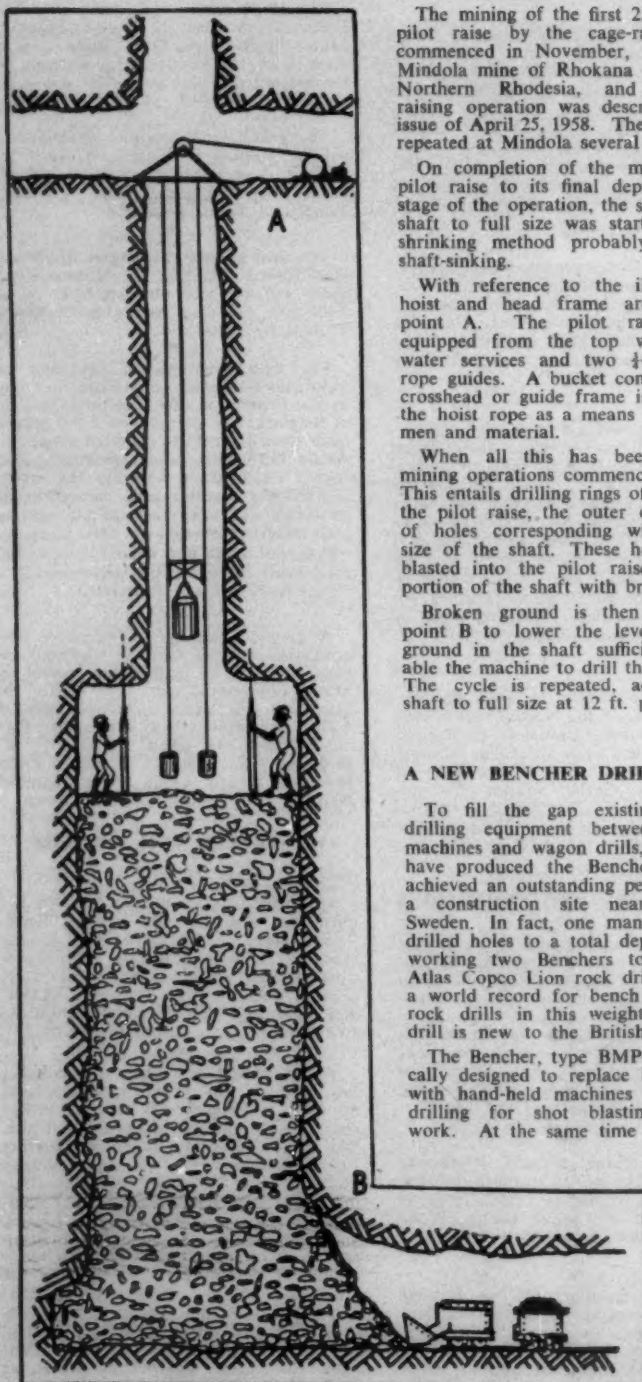 The mining of the first 2
pilot raise by the cage-ra
commenced in November,
Mindola mine of Rhokana
Northern Rhodesia, and
raising operation was descr
issue of April 25, 1958. The
repeated at Mindola several
On completion of the m
pilot raise to its final dep
stage of the operation, the s
shaft to full size was start
shrinking method probably
shaft-sinking.
With reference to the i
hoist and head frame ar
point A. The pilot ra
equipped from the top w
water services and two
rope guides. A bucket con
crosshead or guide frame i
the hoist rope as a means
men and material.
When all this has been
mining operations commenc
This entails drilling rings of
the pilot raise, the outer
of holes corresponding w
size of the shaft. These h
blasted into the pilot raise
portion of the shaft with br
Broken ground is then
point B to lower the leve
ground in the shaft suffici
able the machine to drill th
The cycle is repeated, a
shaft to full size at 12 ft. p
A NEW BENCHER DRI
To fill the gap existin
drilling equipment betwe
machines and wagon drills,
have produced the Benche
achieved an outstanding pe
a construction site near
Sweden. In fact, one man
drilled holes to a total dep
working two Benchers to
Atlas Copco Lion rock dri
a world record for bench
rock drills in this weight
drill is new to the British
The Bencher, type BMP
cally designed to replace
with hand-held machines
drilling for shot blastin
work. At the same time
A
B